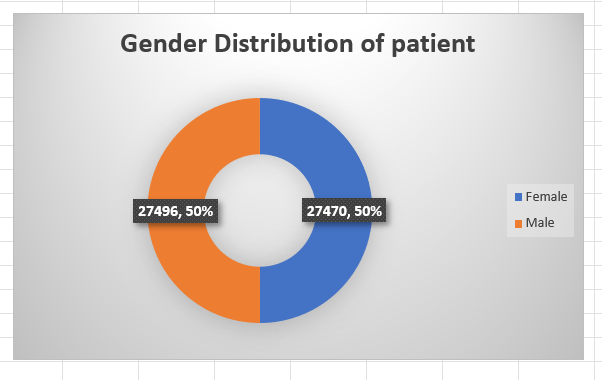 Gender Distribution of patient
27496, 50%
27470, 50%
Female
Male